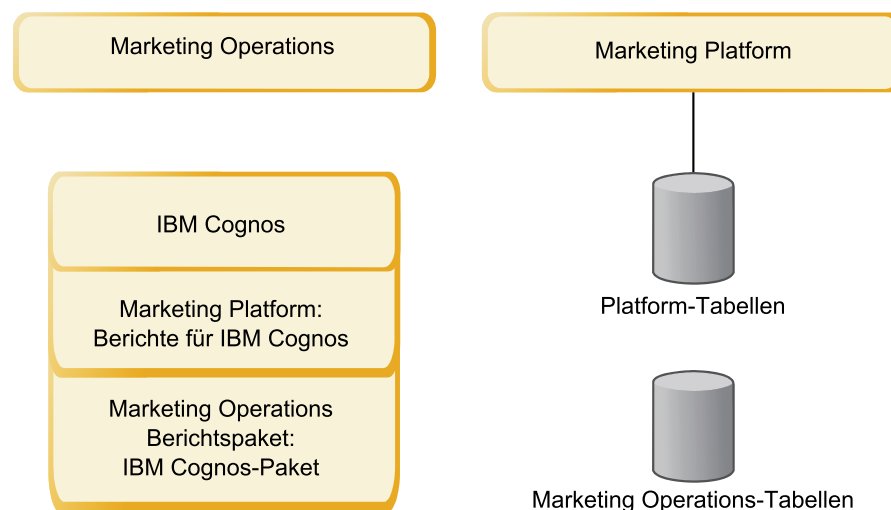 Marketing Operations
Marketing Platform
IBM Cognos
Marketing Platform:
Berichte für IBM Cognos
Marketing Operations
Berichtspaket:
IBM Cognos-Paket
Platform-Tabellen
Marketing Operations-Tabellen